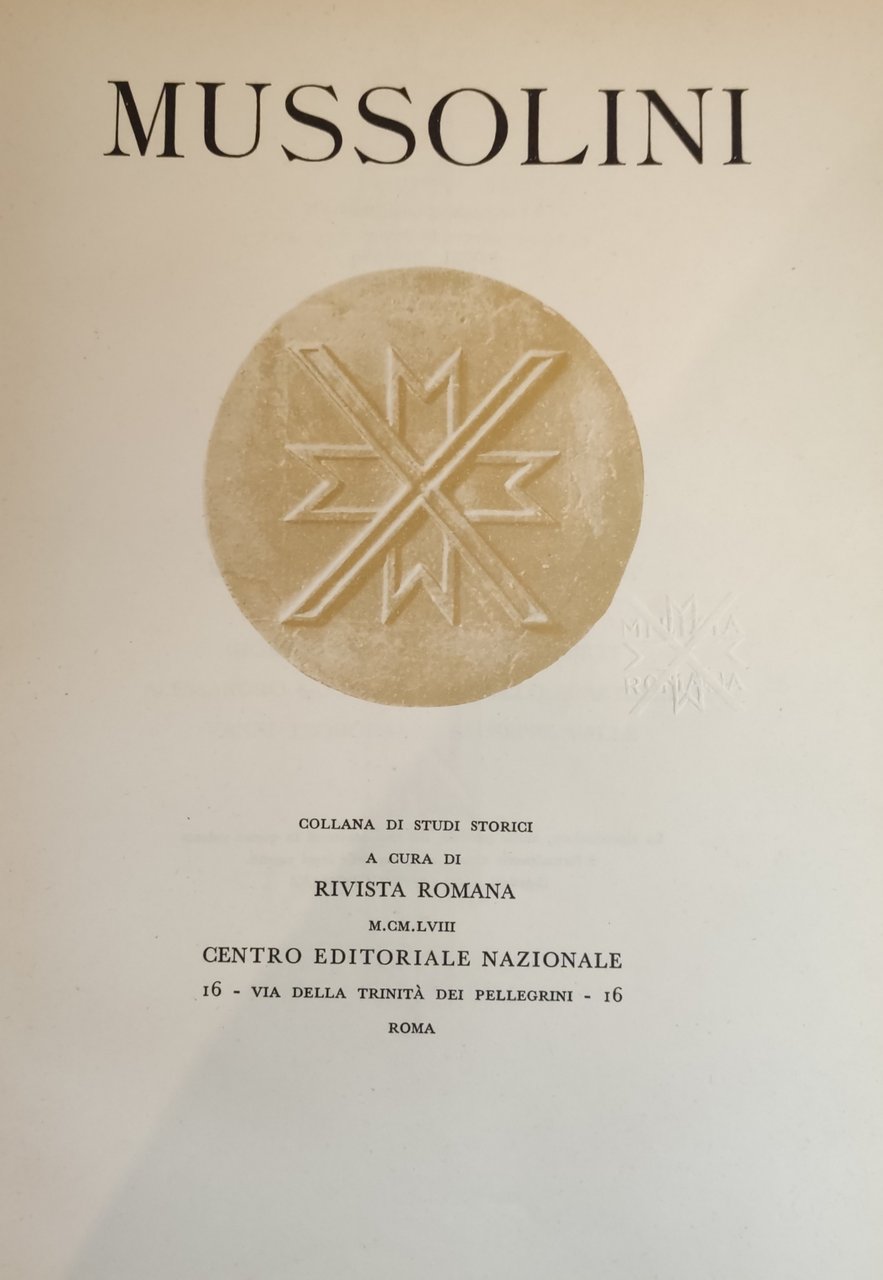 MUSSOLINI
ROMANA
COLLANA DI STUDI STORICI
A CURA DI
RIVISTA ROMANA
M.CM.LVIII
CENTRO EDITORIALE NAZIONALE
16 - VIA DELLA TRINITÀ DEI PELLEGRINI - 16
ROMA